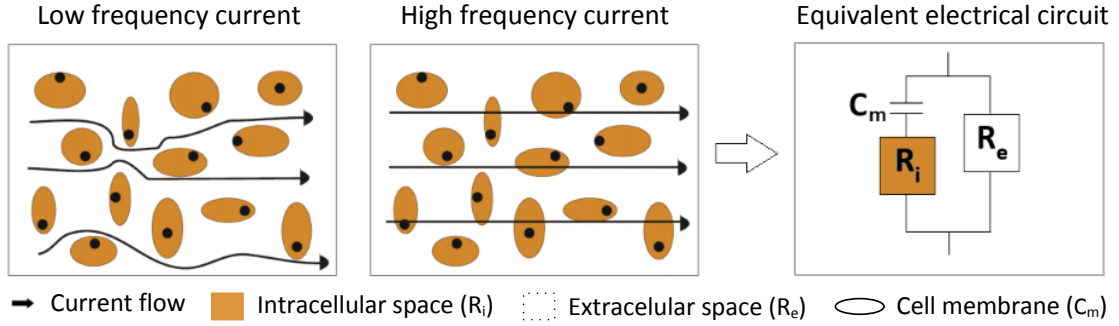 Low frequency current
High frequency current
Equivalent electrical circuit
Cm
Ri
Re
Current flow
Intracellular space (Ri)
Extracelular space (Re)
Cell membrane (Cm)